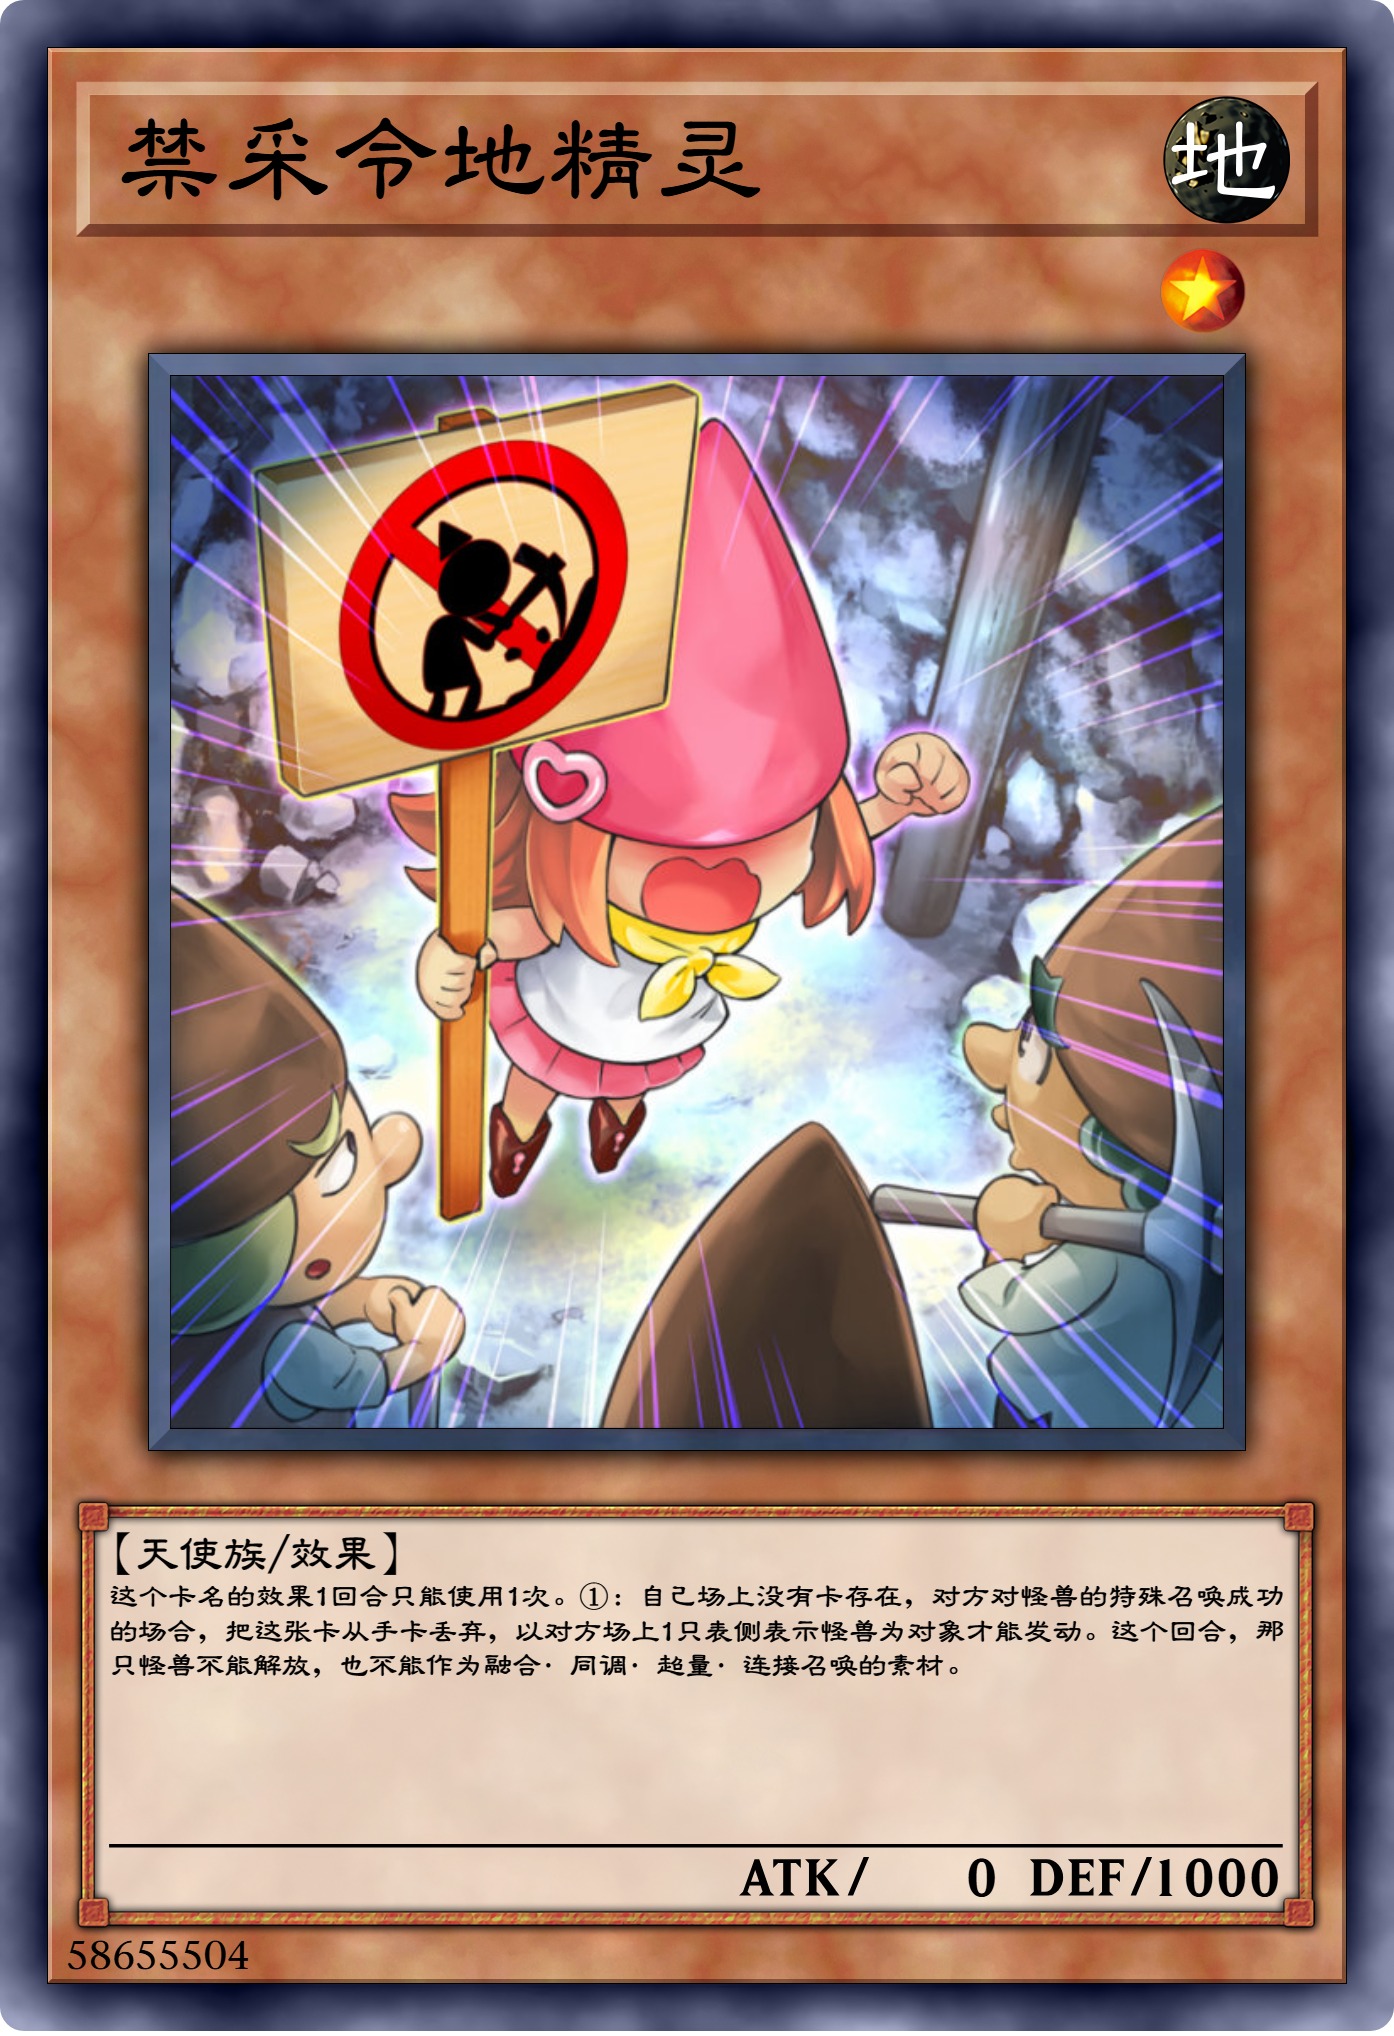 禁采令地精灵
地
【天使族/效果】
这个卡名的效果1回合只能使用1次。①：自己场上没有卡存在，对方对怪兽的特殊召唤成功
的场合，把这张卡从手卡丢弃，以对方场上1只表侧表示怪兽为对象才能发动。这个回合，那
只怪兽不能解放，也不能作为融合·同调·超量·连接召唤的素材。
ATK/ 0 DEF/1000
58655504